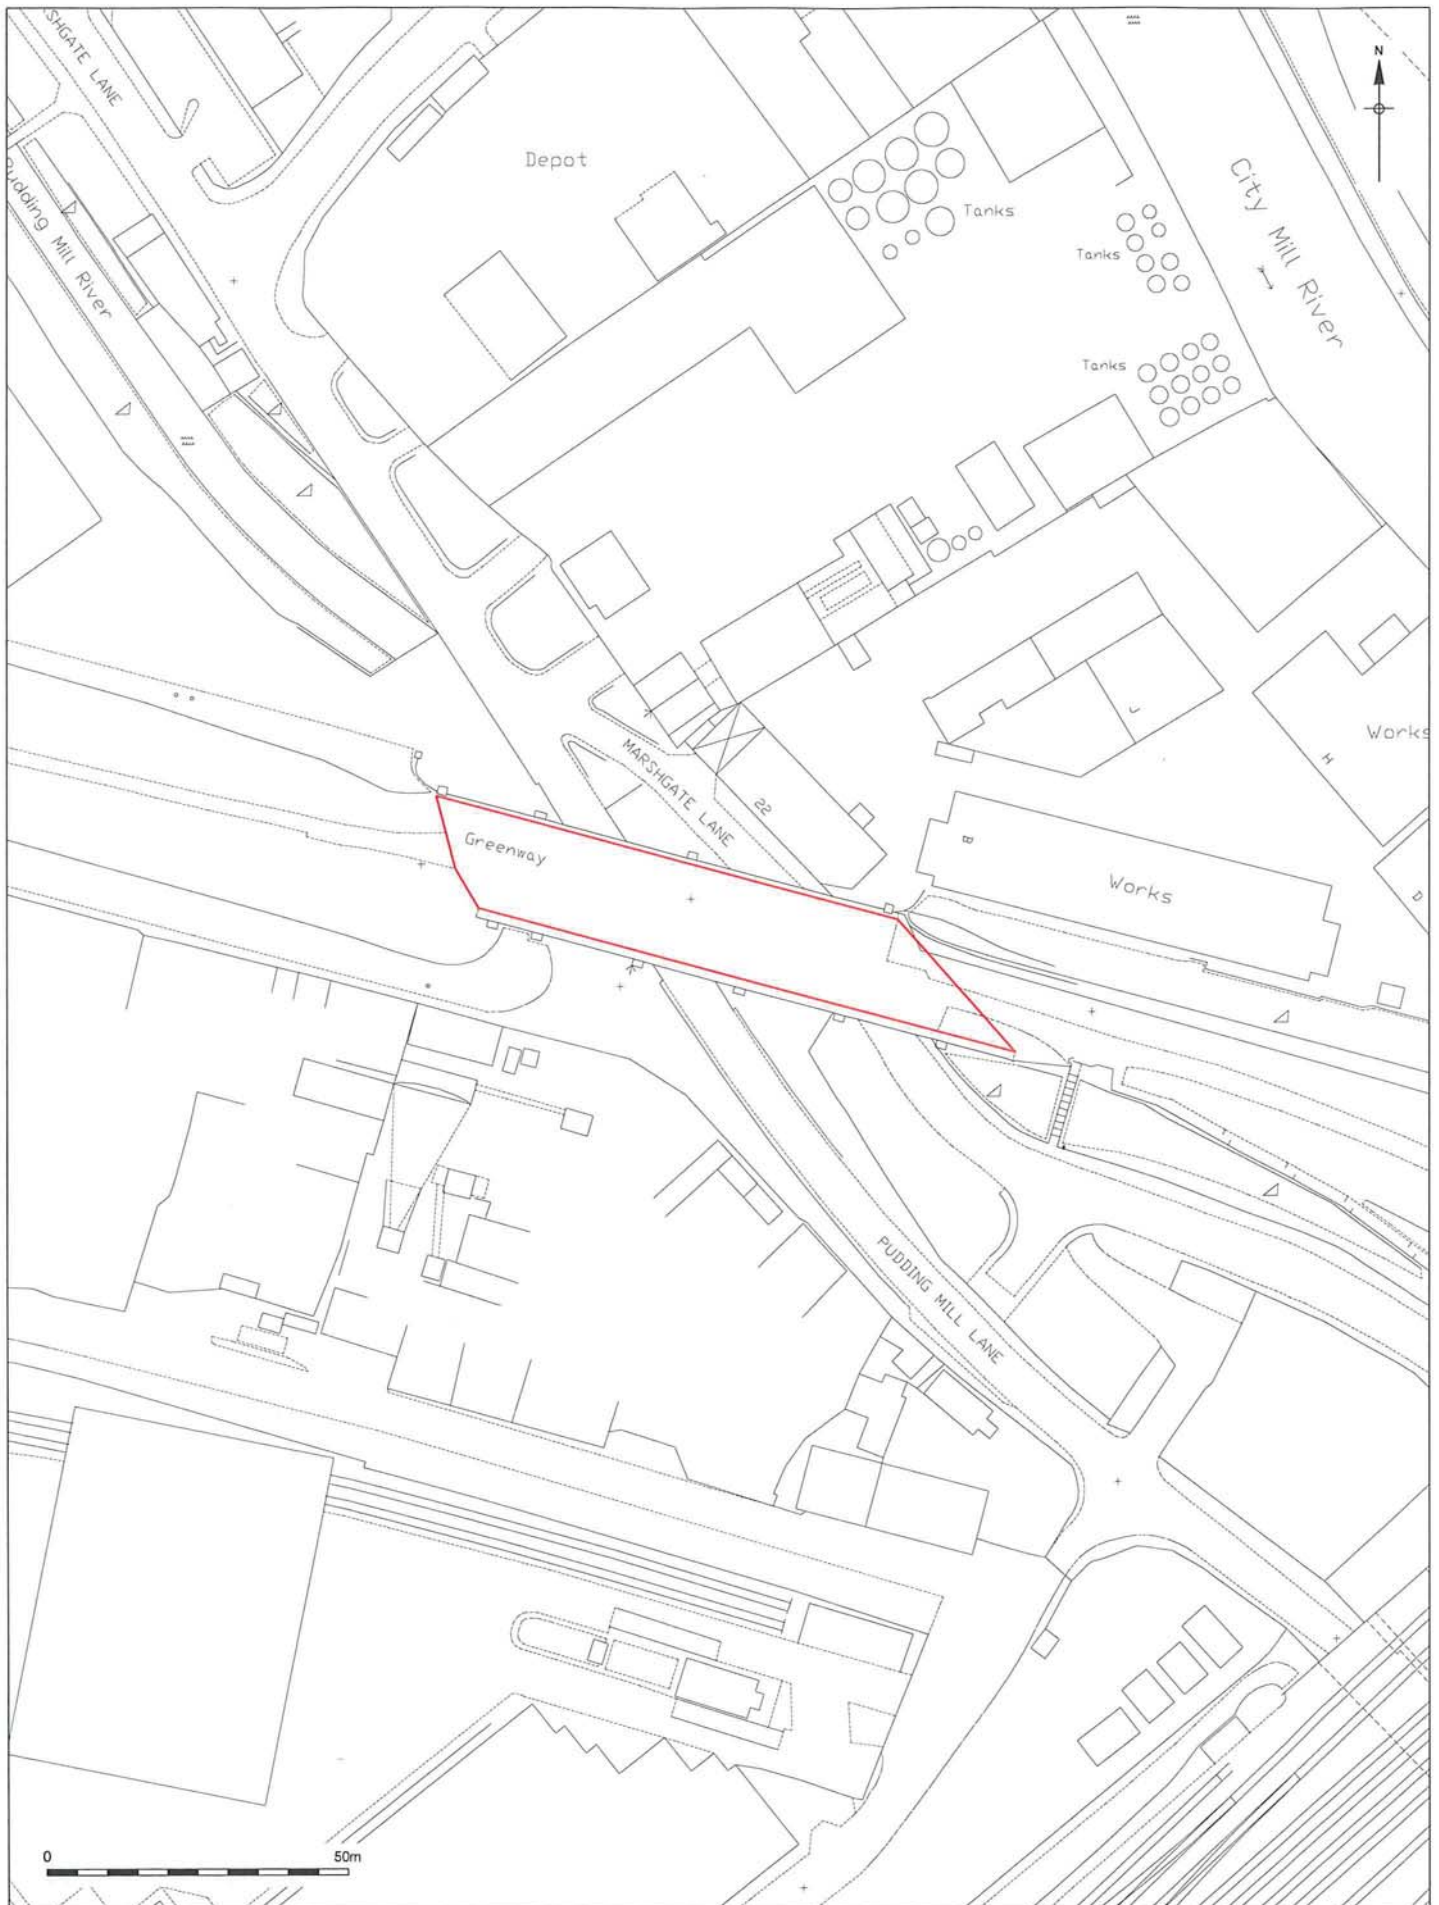 SHGATE LANE
N
Depot
Pudding Mill River
Tanks
City Mill River
Tanks
Tanks
J
Works
H
MARSHGATE LANE
22
Greenway
B
Works
D
PUDDING MILL LANE
0 50m